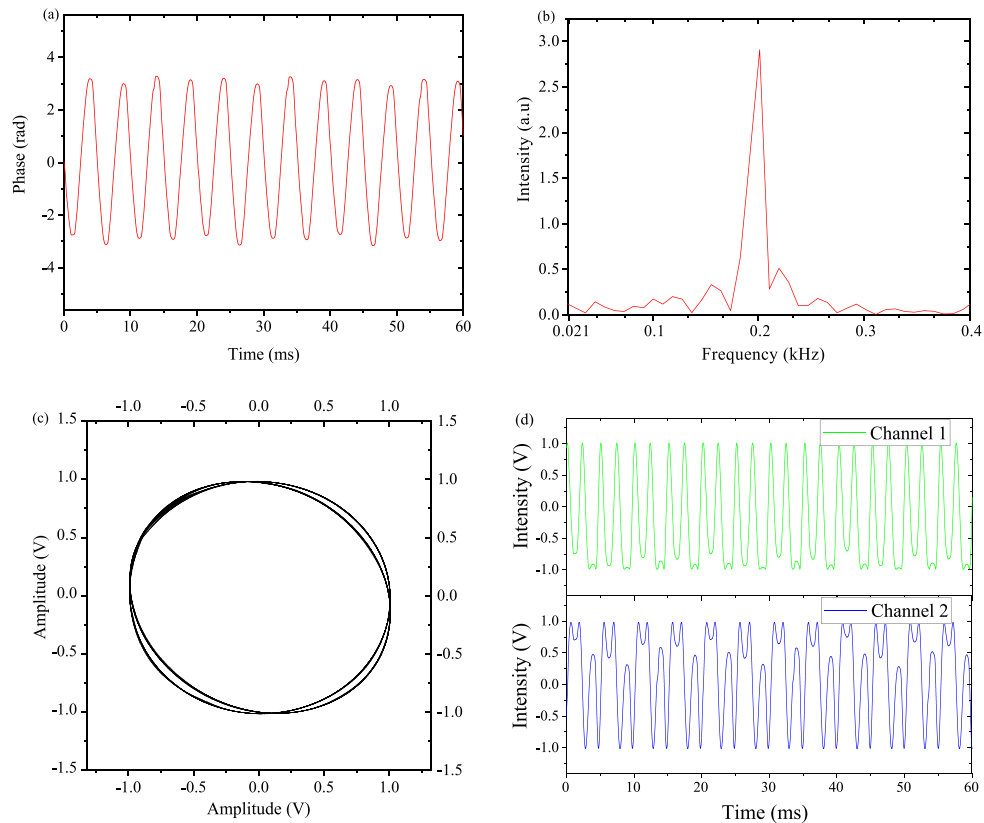 (a)
4
2
0
-2
-4
Phase (rad)
0 10 20 30 40 50 60
Time (ms)
(b)
3.0
2.5
2.0
1.5
1.0
0.5
0.0
Intensity (a.u)
0.021 0.1 0.2 0.3 0.4
Frequency (kHz)
(c)
-1.0 -0.5 0.0 0.5 1.0
1.5 1.5
1.0 1.0
0.5 0.5
0.0 0.0
-0.5 -0.5
-1.0 -1.0
-1.5 -1.5
Amplitude (V)
-1.0 -0.5 0.0 0.5 1.0
Amplitude (V)
(d)
Channel 1
1.0
0.5
0.0
-0.5
-1.0
Intensity (V)
Channel 2
1.0
0.5
0.0
-0.5
-1.0
Intensity (V)
0 10 20 30 40 50 60
Time (ms)